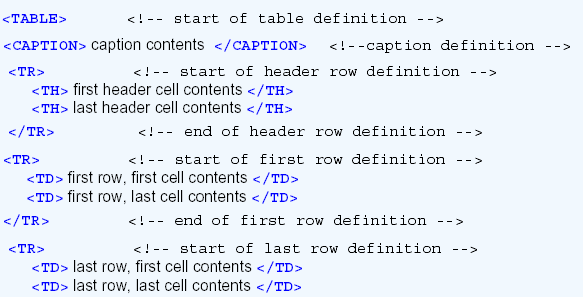 <TABLE> <!-- start of table definition -->
<CAPTION> caption contents </CAPTION> <!--caption definition -->
<TR> <!-- start of header row definition -->
<TH> first header cell contents </TH>
<TH> last header cell contents </TH>
</TR> <!-- end of header row definition -->
<TR> <!-- start of first row definition -->
<TD> first row, first cell contents </TD>
<TD> first row, last cell contents </TD>
</TR> <!-- end of first row definition -->
<TR> <!-- start of last row definition -->
<TD> last row, first cell contents </TD>
<TD> last row, last cell contents </TD>